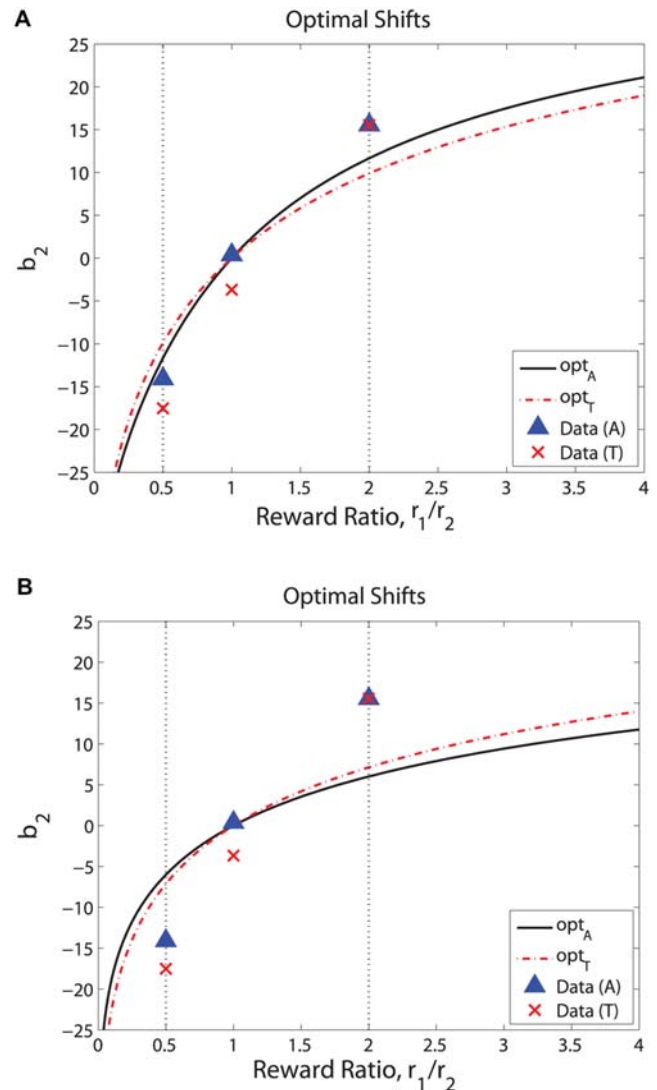 A
Optimal Shifts
25
20
15
10
5
0
−5
−10
−15
−20
−25
b₂
0 0.5 1 1.5 2 2.5 3 3.5 4
Reward Ratio, r₁/r₂
opt_A
opt_T
Data (A)
Data (T)
B
Optimal Shifts
25
20
15
10
5
0
−5
−10
−15
−20
−25
b₂
0 0.5 1 1.5 2 2.5 3 3.5 4
Reward Ratio, r₁/r₂
opt_A
opt_T
Data (A)
Data (T)